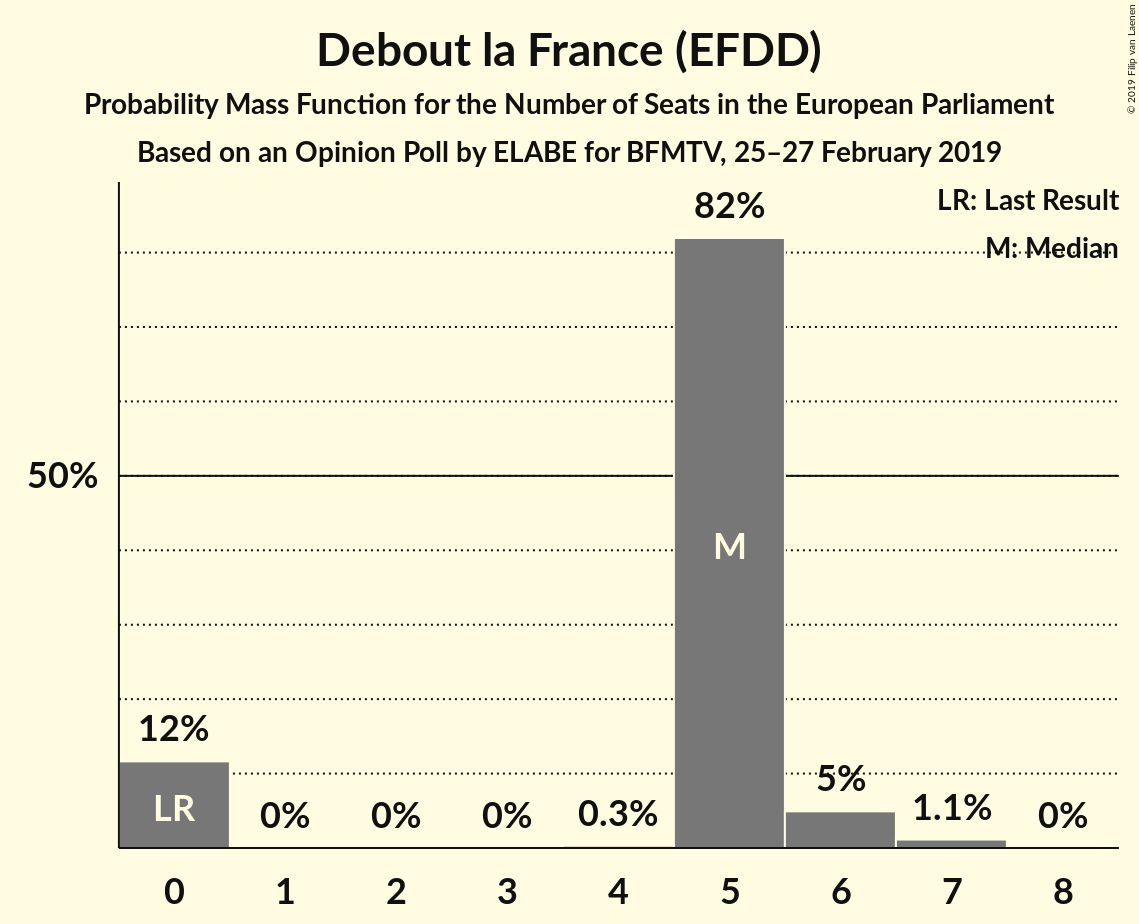 Debout la France (EFDD)
Probability Mass Function for the Number of Seats in the European Parliament
Based on an Opinion Poll by ELABE for BFMTV, 25–27 February 2019
© 2019 Filip van Laenen
LR: Last Result
M: Median
82%
50%
M
12%
LR
0%
0%
0%
0.3%
5%
1.1%
0%
0 1 2 3 4 5 6 7 8